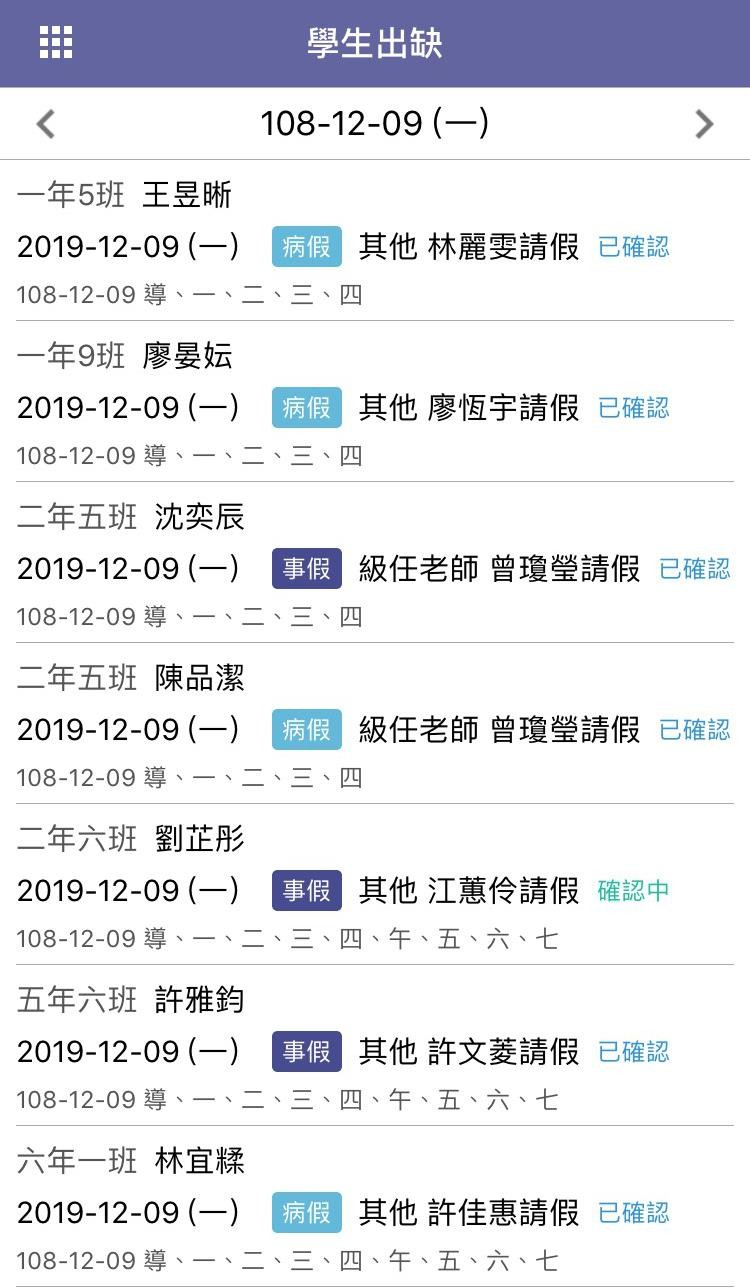 學生出缺
108-12-09 (一)
一年5班 王昱晰
2019-12-09 (一) 病假 其他 林麗雯請假 已確認
108-12-09 導、一、二、三、四
一年9班 廖晏妘
2019-12-09 (一) 病假 其他 廖恆宇請假 已確認
108-12-09 導、一、二、三、四
二年五班 沈奕辰
2019-12-09 (一) 事假 級任老師 曾瓊瑩請假 已確認
108-12-09 導、一、二、三、四
二年五班 陳品潔
2019-12-09 (一) 病假 級任老師 曾瓊瑩請假 已確認
108-12-09 導、一、二、三、四
二年六班 劉芷彤
2019-12-09 (一) 事假 其他 江蕙伶請假 確認中
108-12-09 導、一、二、三、四、午、五、六、七
五年六班 許雅鈞
2019-12-09 (一) 事假 其他 許文菱請假 已確認
108-12-09 導、一、二、三、四、午、五、六、七
六年一班 林宜糅
2019-12-09 (一) 病假 其他 許佳惠請假 已確認
108-12-09 導、一、二、三、四、午、五、六、七